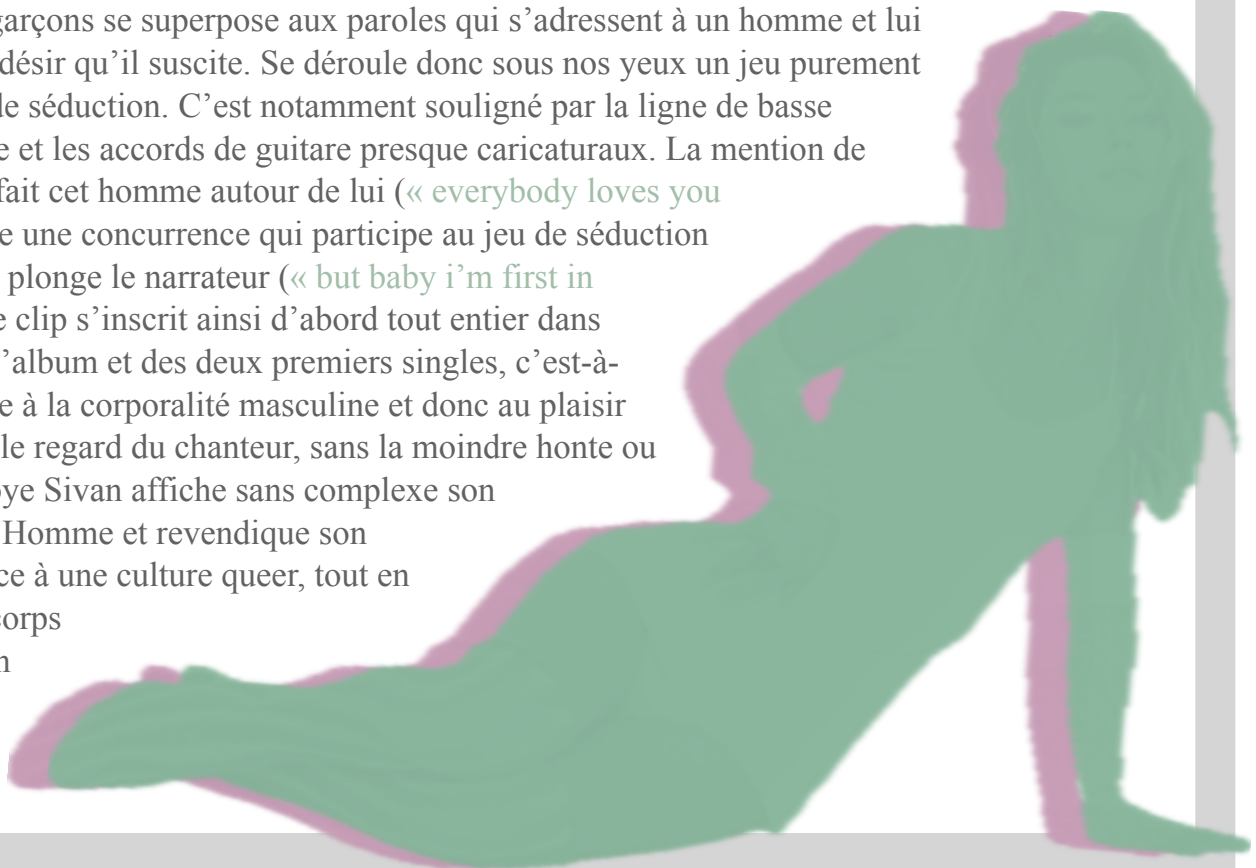 garçons se superpose aux paroles qui s’adressent à un homme et lui
désir qu’il suscite. Se déroule donc sous nos yeux un jeu purement
de séduction. C’est notamment souligné par la ligne de basse
e et les accords de guitare presque caricaturaux. La mention de
fait cet homme autour de lui (« everybody loves you
e une concurrence qui participe au jeu de séduction
plonge le narrateur (« but baby i’m first in
e clip s’inscrit ainsi d’abord tout entier dans
’album et des deux premiers singles, c’est-à-
e à la corporalité masculine et donc au plaisir
le regard du chanteur, sans la moindre honte ou
oye Sivan affiche sans complexe son
Homme et revendique son
ce à une culture queer, tout en
corps
n